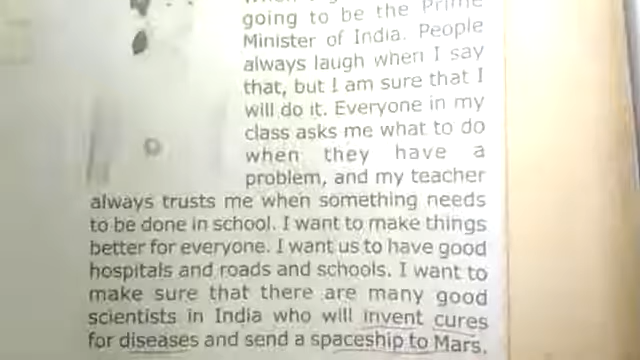 going to be the Prime
Minister of India. People
always laugh when I say
that, but I am sure that I
will do it. Everyone in my
class asks me what to do
when they have a
problem, and my teacher
always trusts me when something needs
to be done in school. I want to make things
better for everyone. I want us to have good
hospitals and roads and schools. I want to
make sure that there are many good
scientists in India who will invent cures
for diseases and send a spaceship to Mars.